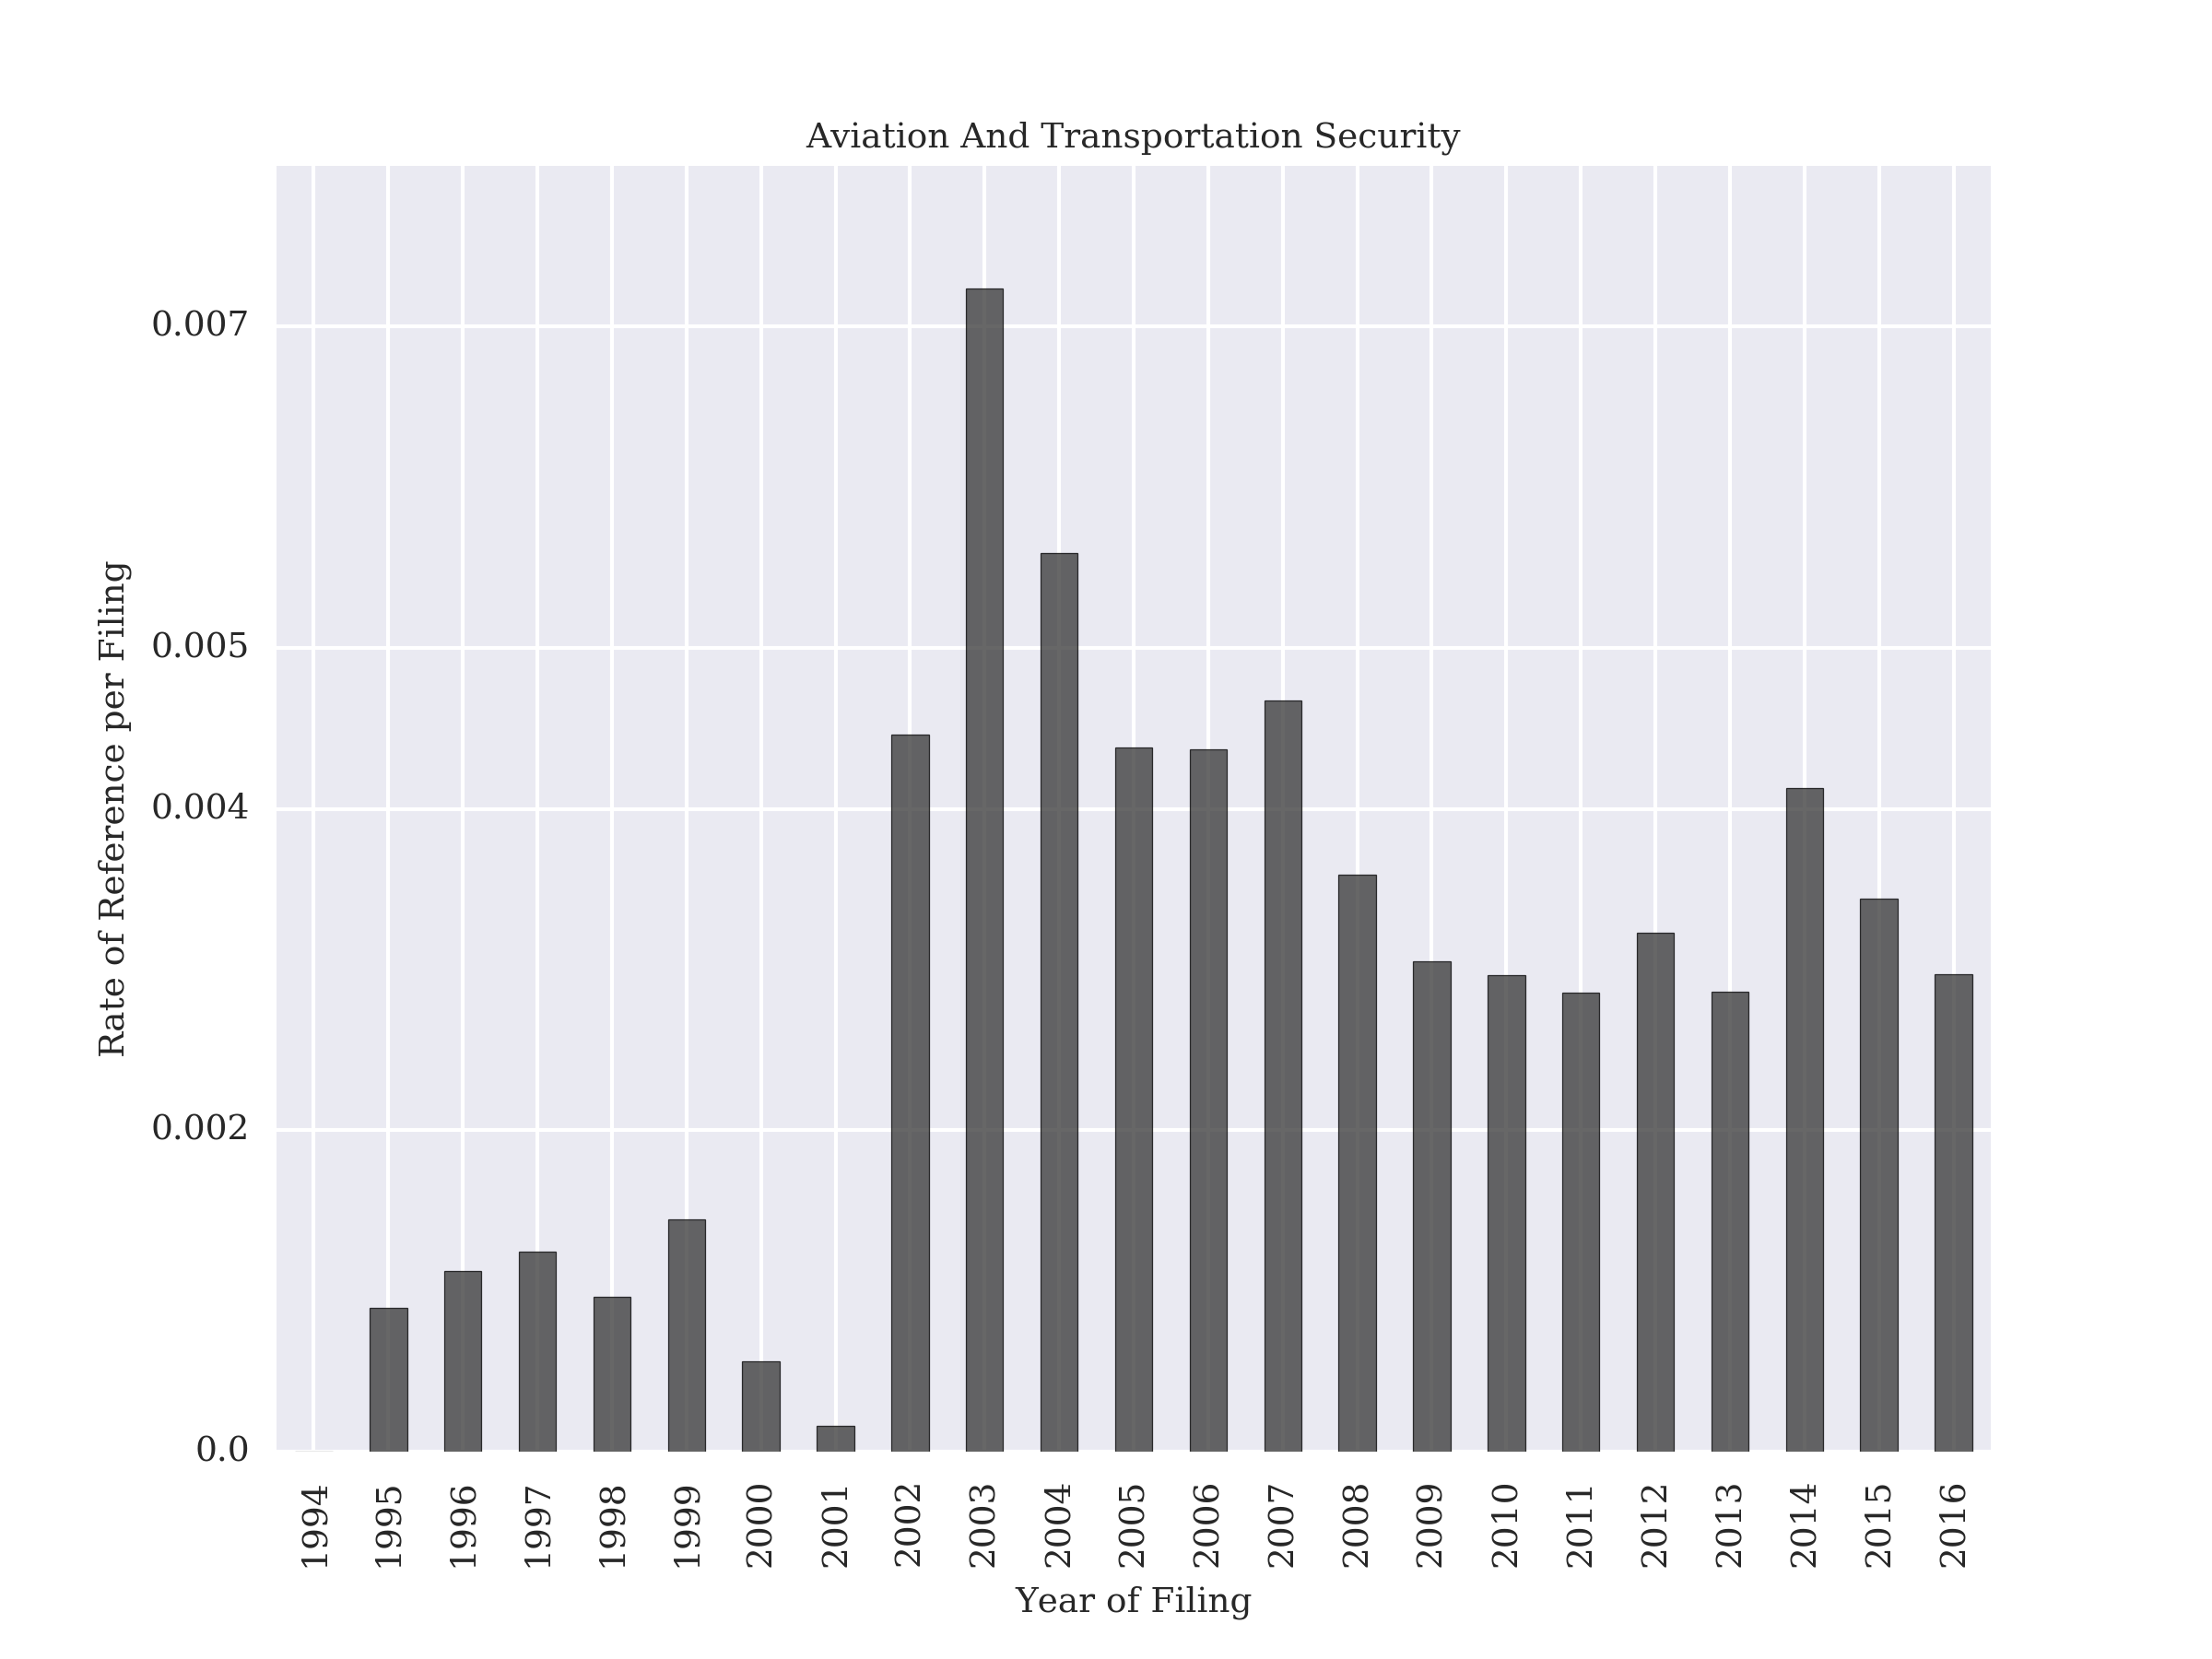 Aviation And Transportation Security
Rate of Reference per Filing
0.007
0.005
0.004
0.002
0.0
1994 1995 1996 1997 1998 1999 2000 2001 2002 2003 2004 2005 2006 2007 2008 2009 2010 2011 2012 2013 2014 2015 2016
Year of Filing